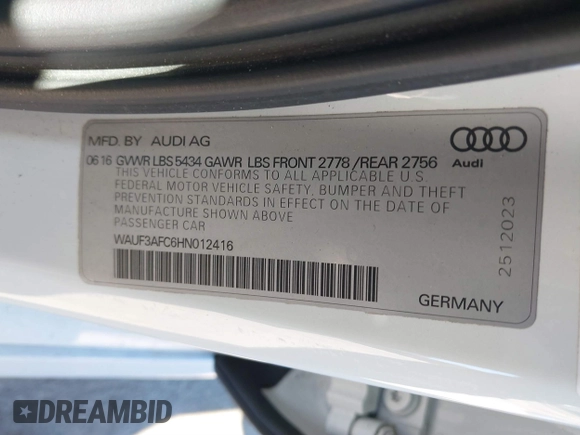 MFD. BY AUDI AG
0616 GVWR LBS 5434 GAWR LBS FRONT 2778 /REAR 2756
Audi
THIS VEHICLE CONFORMS TO ALL APPLICABLE U.S.
FEDERAL MOTOR VEHICLE SAFETY, BUMPER AND THEFT
PREVENTION STANDARDS IN EFFECT ON THE DATE OF
MANUFACTURE SHOWN ABOVE
PASSENGER CAR
WAUF3AFC6HN012416
2512023
GERMANY
DREAMBID